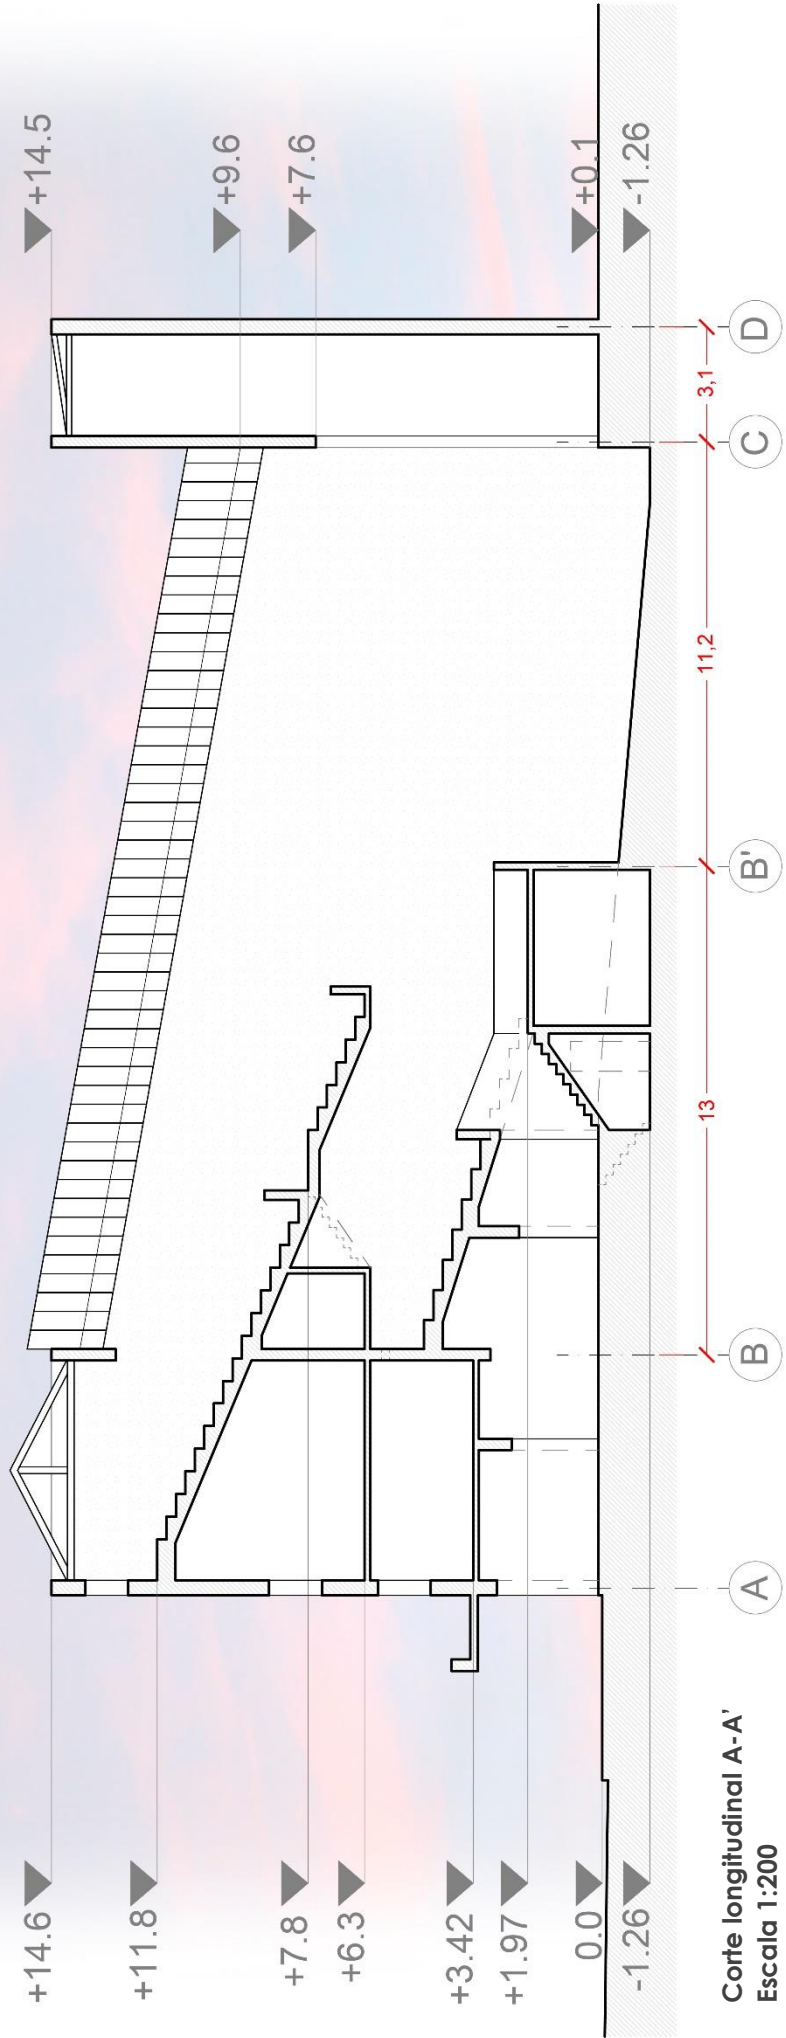 +14.6
+11.8
+7.8
+6.3
+3.42
+1.97
0.0
-1.26
+14.5
+9.6
+7.6
+0.1
-1.26
13
11,2
3,1
A
B
B'
C
D
Corte longitudinal A-A'
Escala 1:200